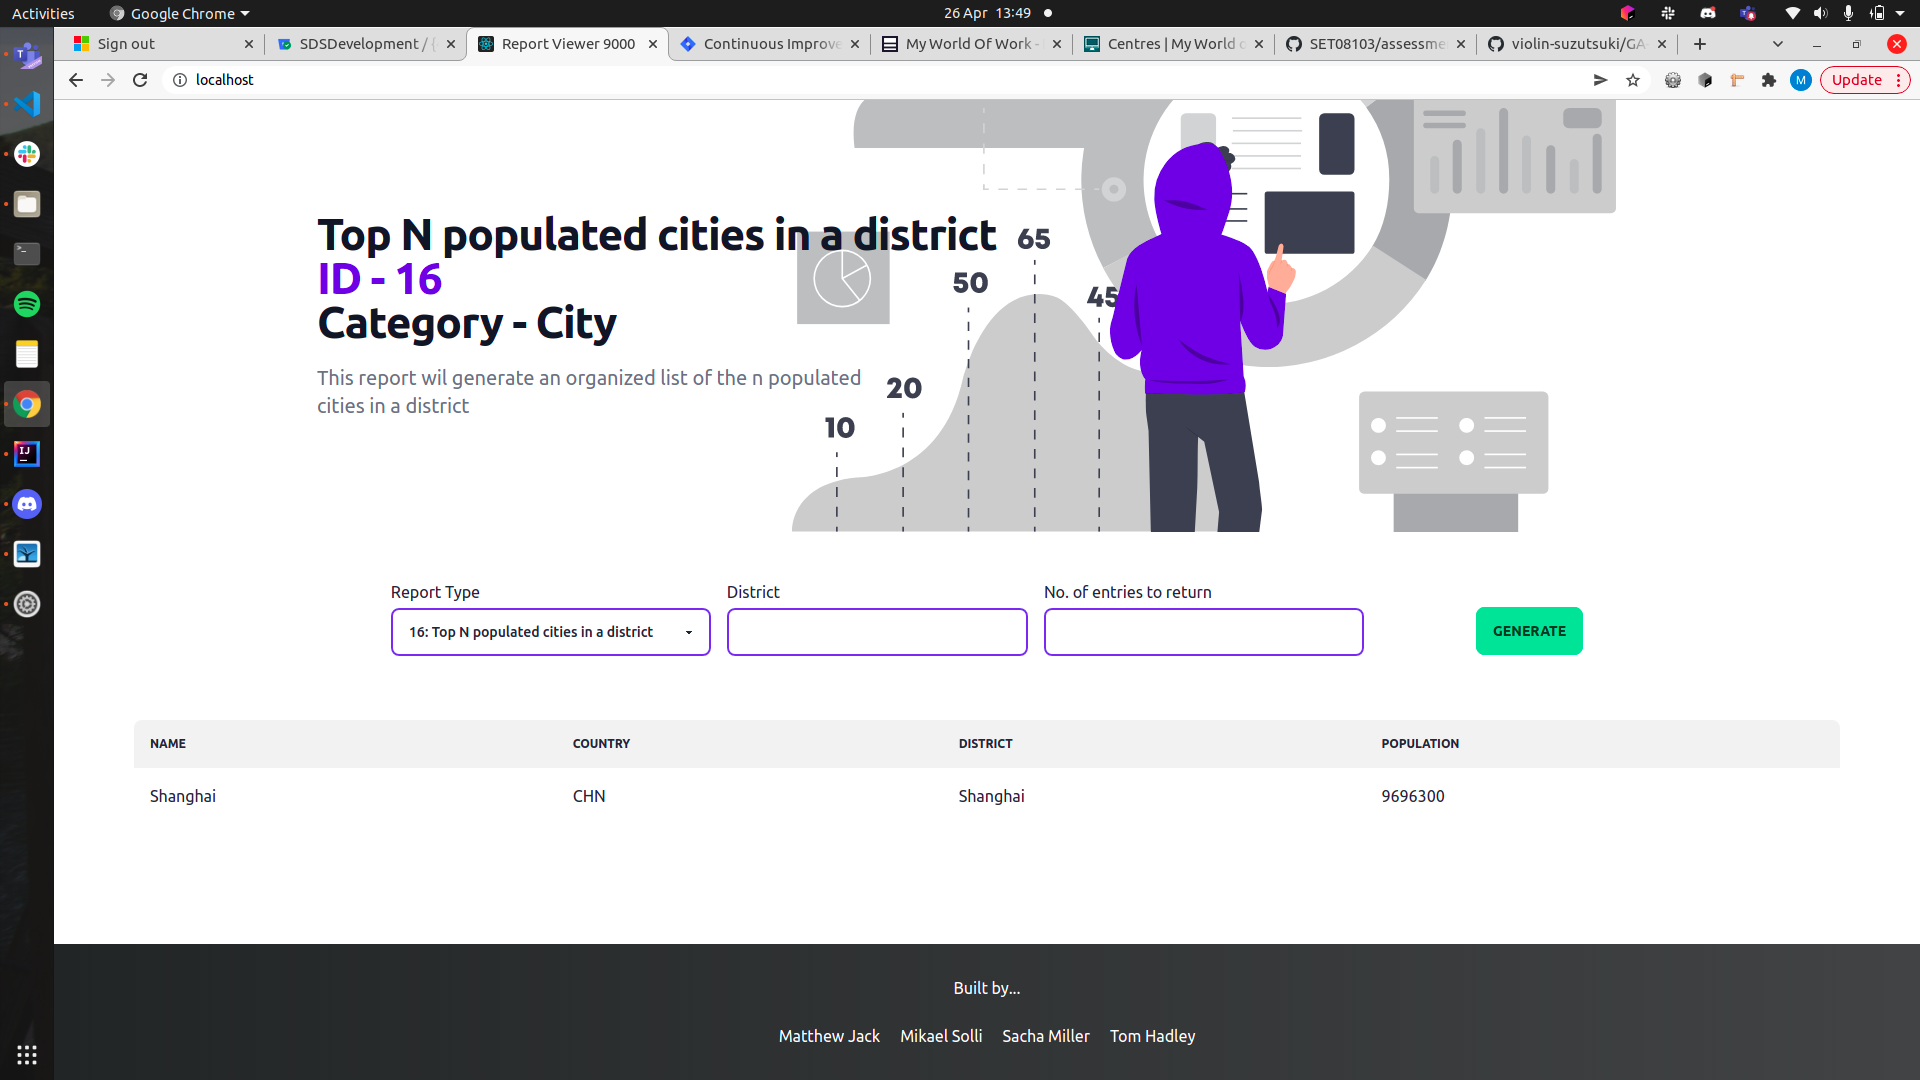 Activities
Google Chrome
26 Apr 13:49
Sign out
SDSDevelopment / {
Report Viewer 9000
Continuous Improve
My World Of Work -
Centres | My World o
SET08103/assessme
violin-suzutsuki/GA
localhost
M
Update
Top N populated cities in a district
ID - 16
Category - City
This report wil generate an organized list of the n populated
cities in a district
10
20
50
65
45
Report Type
District
No. of entries to return
16: Top N populated cities in a district
GENERATE
NAME COUNTRY DISTRICT POPULATION
Shanghai CHN Shanghai 9696300
Built by...
Matthew Jack Mikael Solli Sacha Miller Tom Hadley